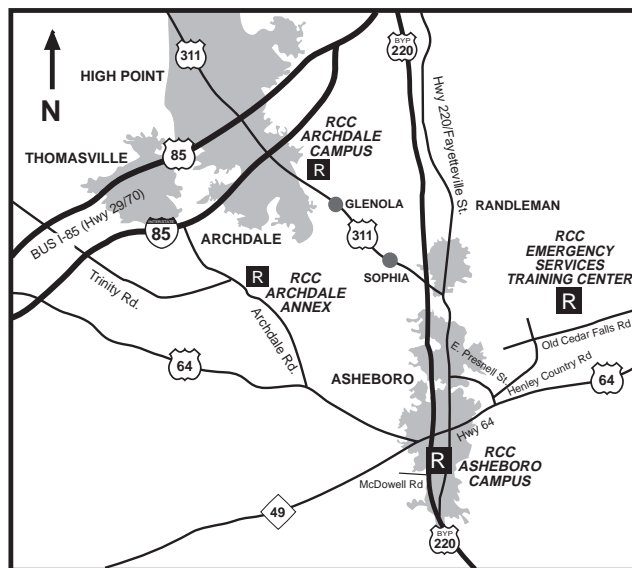 BYP
220
311
HIGH POINT
N
Hwy 220/Fayetteville St.
RCC
ARCHDALE
CAMPUS
R
THOMASVILLE
85
GLENOLA
RANDLEMAN
BUS I-85 (Hwy 29/70)
INTERSTATE
85
ARCHDALE
311
SOPHIA
RCC
EMERGENCY
SERVICES
TRAINING CENTER
R
R
RCC
ARCHDALE
ANNEX
Trinity Rd.
Archdale Rd.
Old Cedar Falls Rd
E. Presnell St.
Henley Country Rd
64
64
ASHEBORO
Hwy 64
R
RCC
ASHEBORO
CAMPUS
McDowell Rd
49
BYP
220